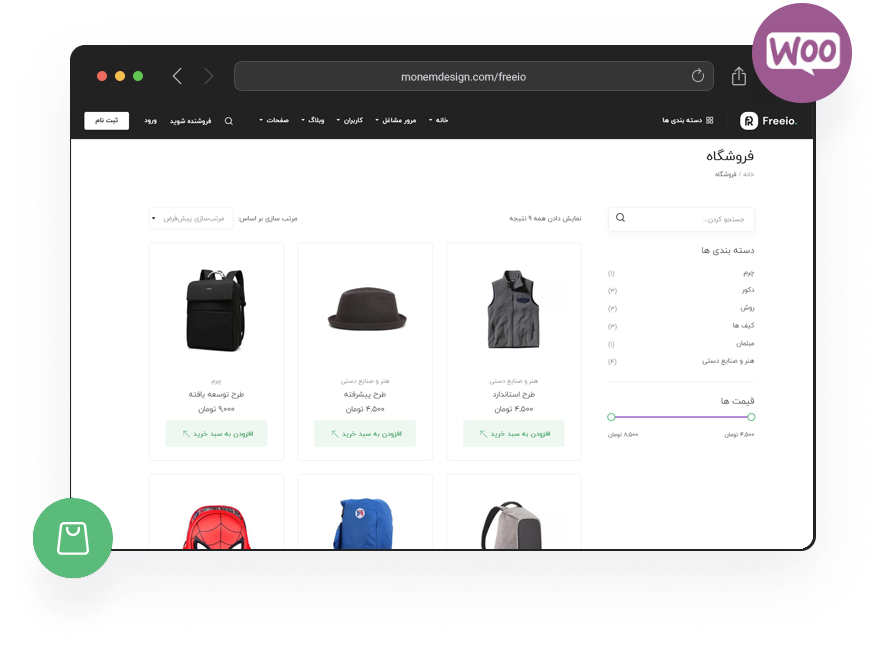 Woo
monemdesign.com/freeio
Freeio.
دسته بندی ها
خانه
مرور مشاغل
کاربران
وبلاگ
صفحات
فروشنده شوید
ورود
ثبت نام
فروشگاه
خانه / فروشگاه
جستجو کردن...
نمایش دادن همه 9 نتیجه
مرتب سازی بر اساس:
مرتب‌سازی پیش‌فرض
دسته بندی ها
چرم (۱)
دکور (۳)
روش (۳)
کیف ها (۳)
مبلمان (۱)
هنر و صنایع دستی (۴)
قیمت ها
۴,۵۰۰ تومان
۸,۵۰۰ تومان
هنر و صنایع دستی
طرح استاندارد
۴,۵۰۰ تومان
افزودن به سبد خرید
هنر و صنایع دستی
طرح پیشرفته
۴,۵۰۰ تومان
افزودن به سبد خرید
چرم
طرح توسعه یافته
۹,۰۰۰ تومان
افزودن به سبد خرید